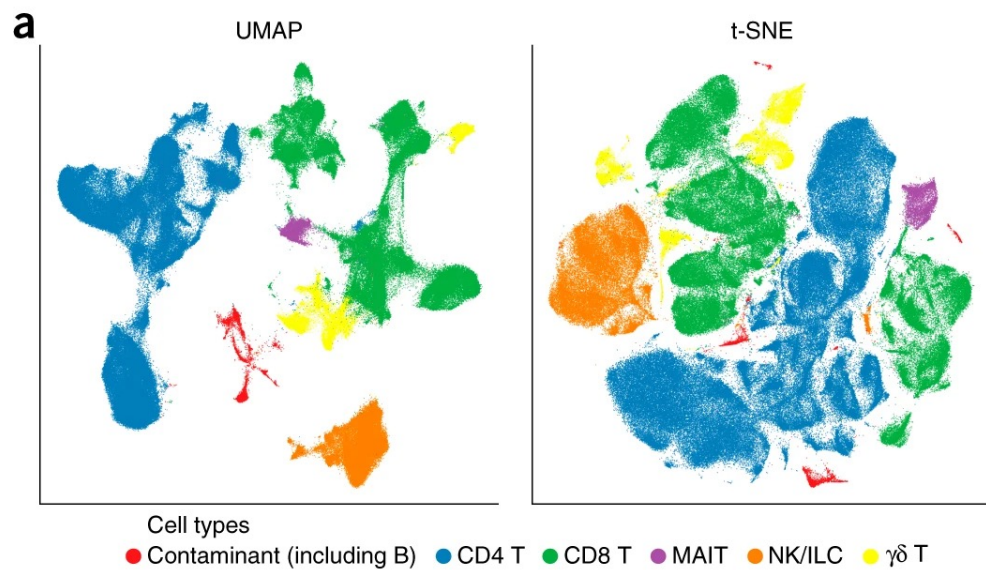 a
UMAP
t-SNE
Cell types
Contaminant (including B) CD4 T CD8 T MAIT NK/ILC γδ T